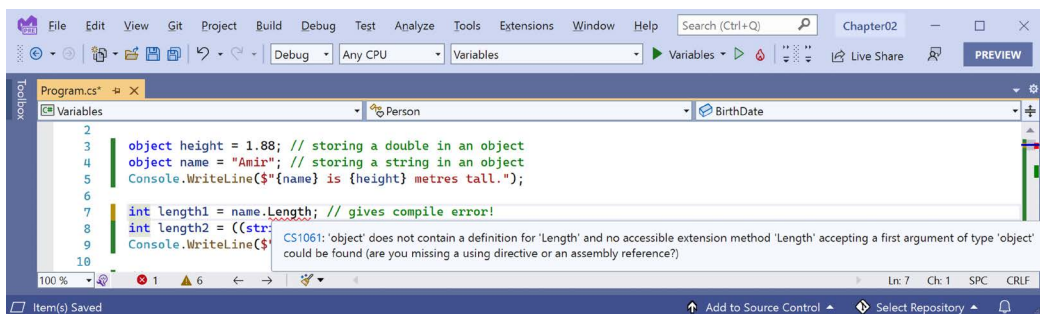 File Edit View Git Project Build Debug Test Analyze Tools Extensions Window Help Search (Ctrl+Q) Chapter02
Debug Any CPU Variables Variables Live Share PREVIEW
Toolbox
Program.cs*
C# Variables Person BirthDate
2
3 object height = 1.88; // storing a double in an object
4 object name = "Amir"; // storing a string in an object
5 Console.WriteLine($"{name} is {height} metres tall.");
6
7 int length1 = name.Length; // gives compile error!
8 int length2 = ((stri
9 Console.WriteLine($"
10
CS1061: 'object' does not contain a definition for 'Length' and no accessible extension method 'Length' accepting a first argument of type 'object'
could be found (are you missing a using directive or an assembly reference?)
100 % 1 6 Ln: 7 Ch: 1 SPC CRLF
Item(s) Saved Add to Source Control Select Repository